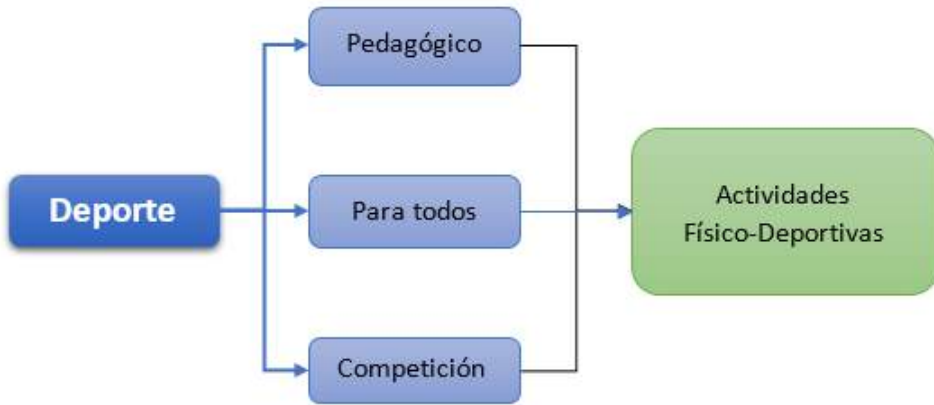 Pedagógico
Deporte
Para todos
Actividades
Físico-Deportivas
Competición